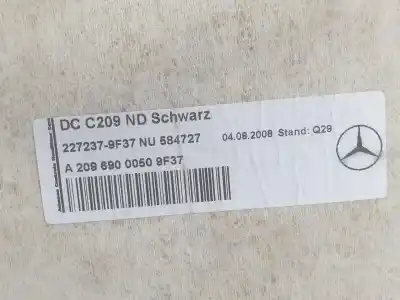 DC C209 ND Schwarz
227237-9F37 NU 584727 04.08.2008 Stand: Q29
A 209 690 0050 9F37